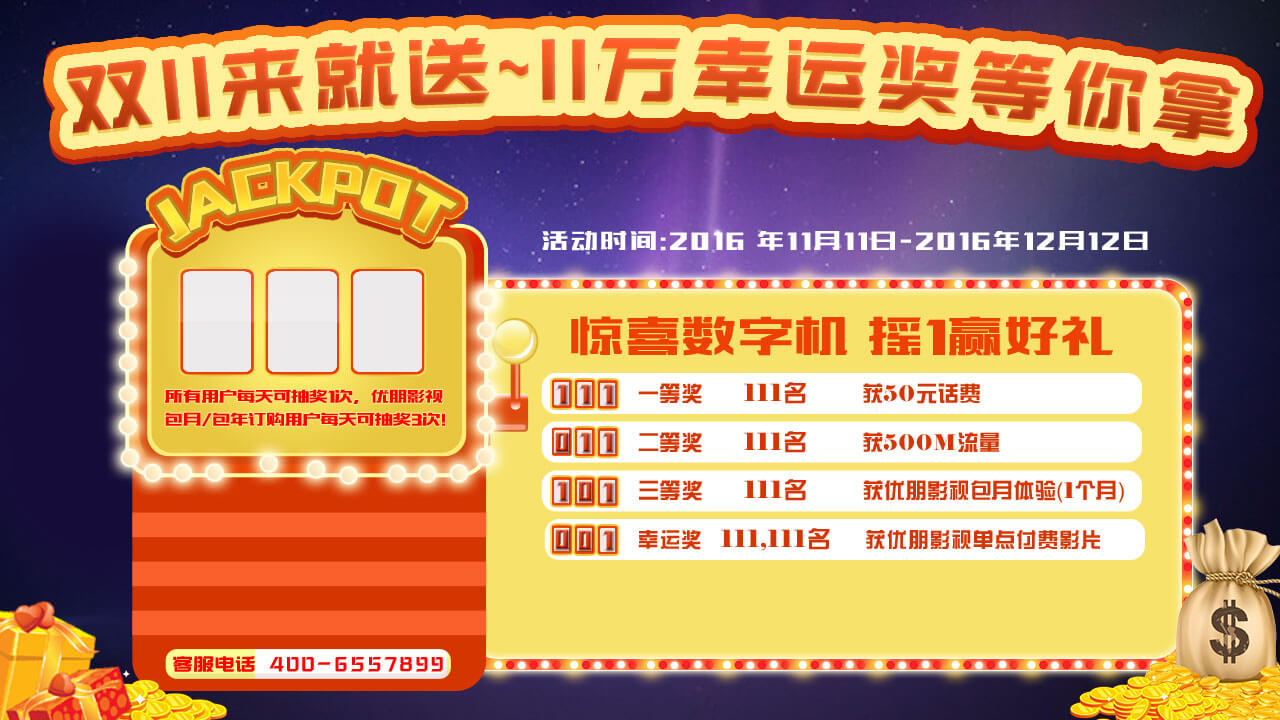 双11来就送~11万幸运奖等你拿
JACKPOT
活动时间:2016 年11月11日-2016年12月12日
惊喜数字机 摇1赢好礼
111 一等奖 111名 获50元话费
011 二等奖 111名 获500M流量
101 三等奖 111名 获优朋影视包月体验(1个月)
001 幸运奖 111,111名 获优朋影视单点付费影片
所有用户每天可抽奖1次，优朋影视
包月/包年订购用户每天可抽奖3次!
客服电话 400-6557899
$